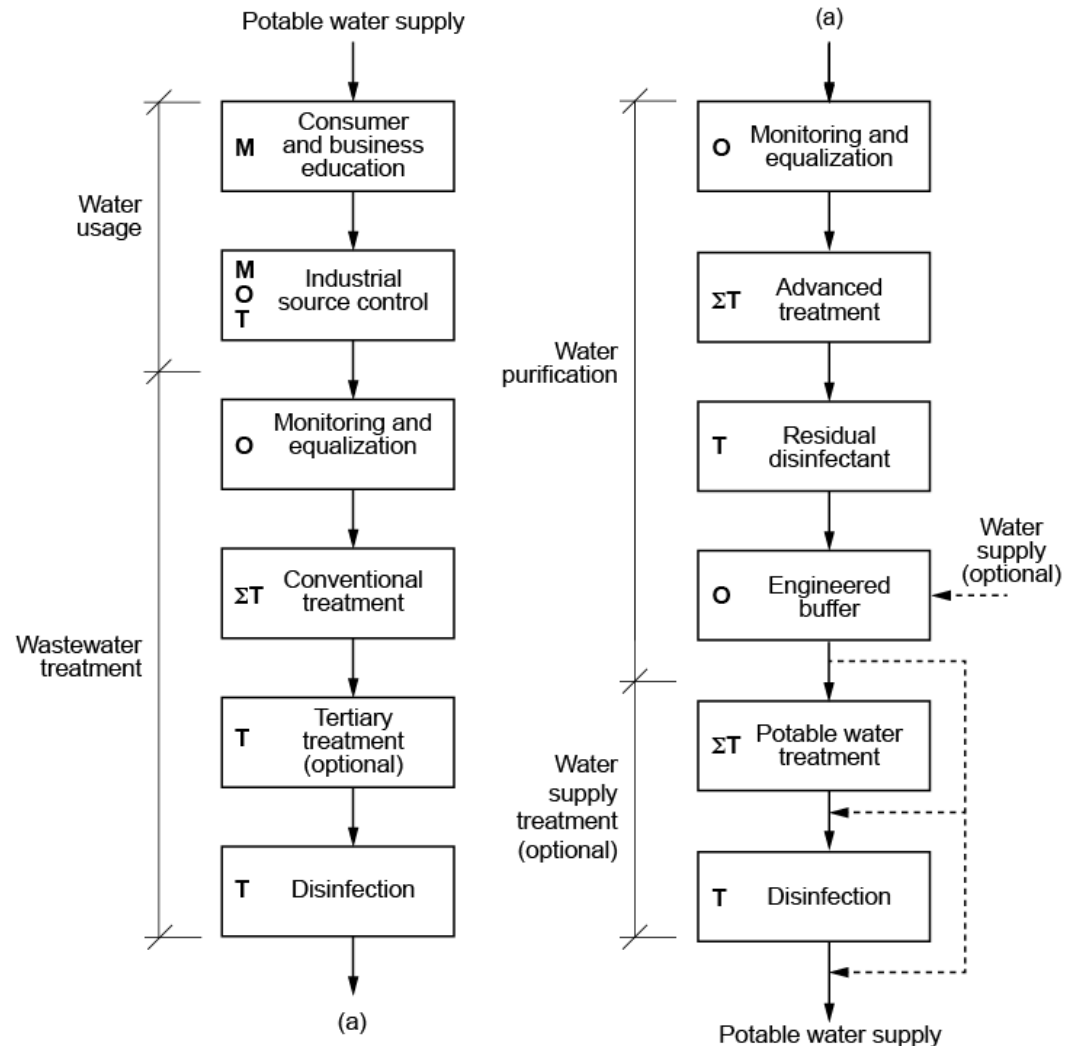 Potable water supply
Water
usage
M
Consumer
and business
education
M
O
T
Industrial
source control
Wastewater
treatment
O
Monitoring and
equalization
ΣT
Conventional
treatment
T
Tertiary
treatment
(optional)
T
Disinfection
(a)
(a)
Water
purification
O
Monitoring and
equalization
ΣT
Advanced
treatment
T
Residual
disinfectant
O
Engineered
buffer
Water
supply
(optional)
Water
supply
treatment
(optional)
ΣT
Potable water
treatment
T
Disinfection
Potable water supply